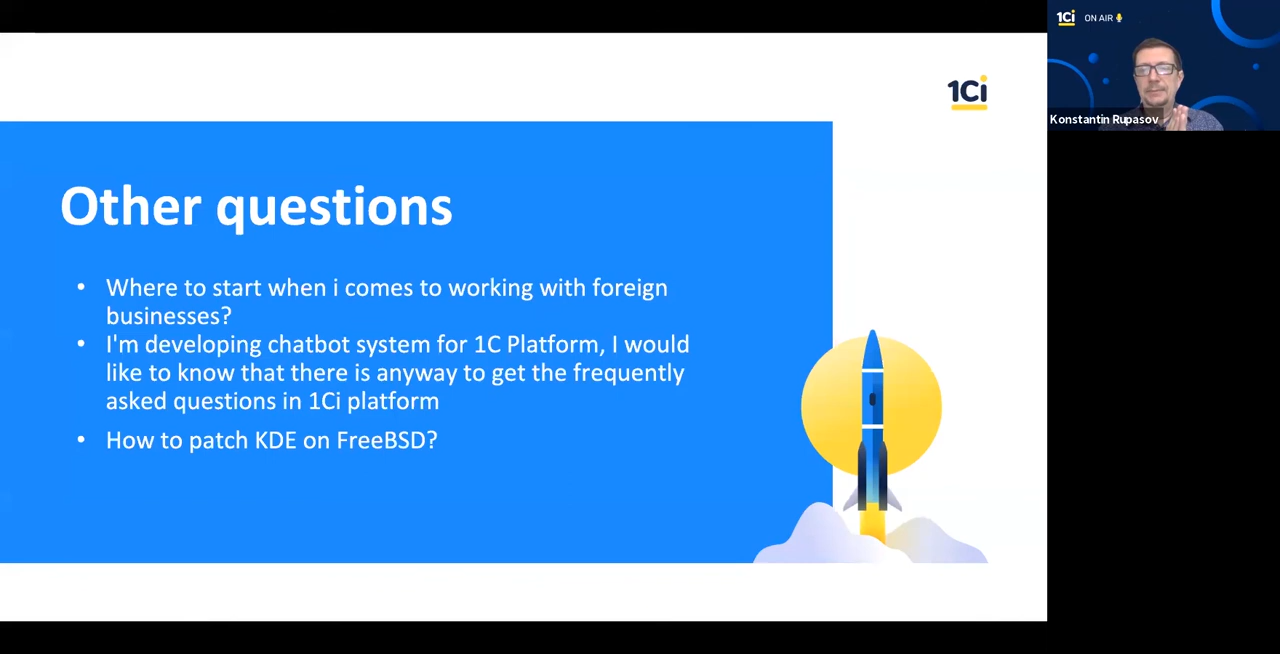 1Ci
ON AIR
Konstantin Rupasov
1Ci
Other questions
• Where to start when i comes to working with foreign
businesses?
• I'm developing chatbot system for 1C Platform, I would
like to know that there is anyway to get the frequently
asked questions in 1Ci platform
• How to patch KDE on FreeBSD?